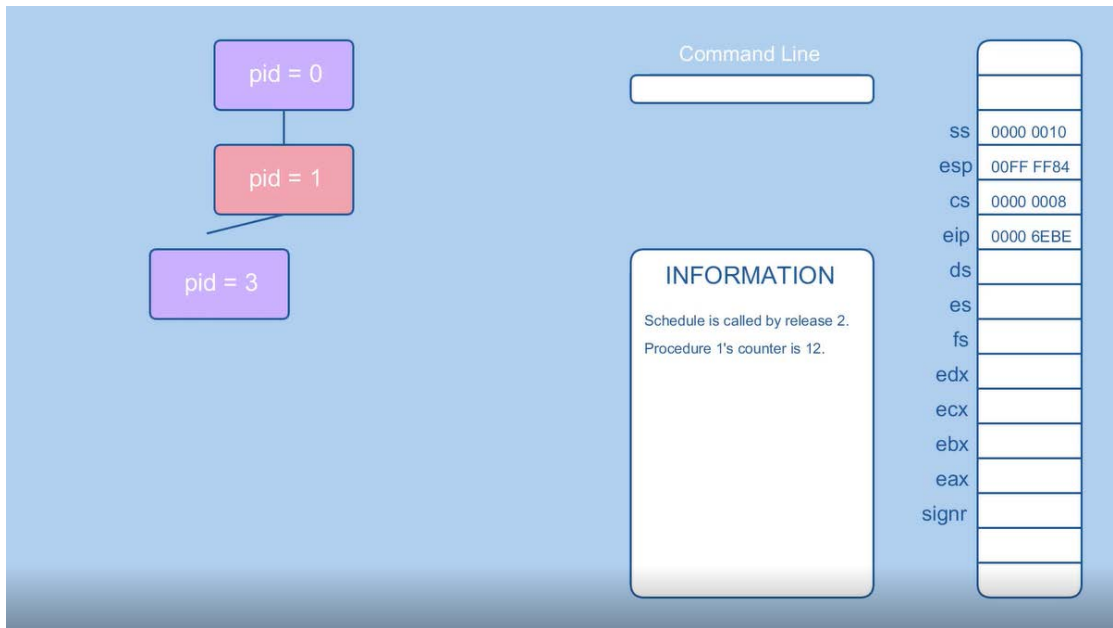 pid = 0
pid = 1
pid = 3
Command Line
INFORMATION
Schedule is called by release 2.
Procedure 1's counter is 12.
ss 0000 0010
esp 00FF FF84
cs 0000 0008
eip 0000 6EBE
ds
es
fs
edx
ecx
ebx
eax
signr